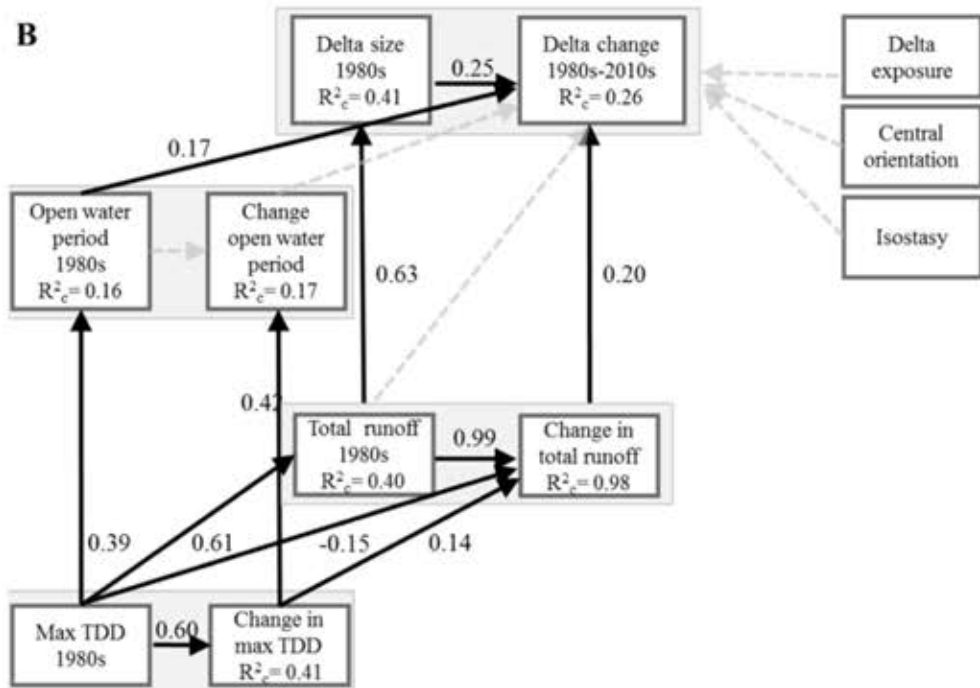 B
Delta size
1980s
R²c= 0.41
0.25
Delta change
1980s-2010s
R²c= 0.26
Delta
exposure
Central
orientation
Isostasy
0.17
Open water
period
1980s
R²c= 0.16
Change
open water
period
R²c= 0.17
0.63
0.20
0.42
Total runoff
1980s
R²c= 0.40
0.99
Change in
total runoff
R²c= 0.98
0.39
0.61
-0.15
0.14
Max TDD
1980s
0.60
Change in
max TDD
R²c= 0.41